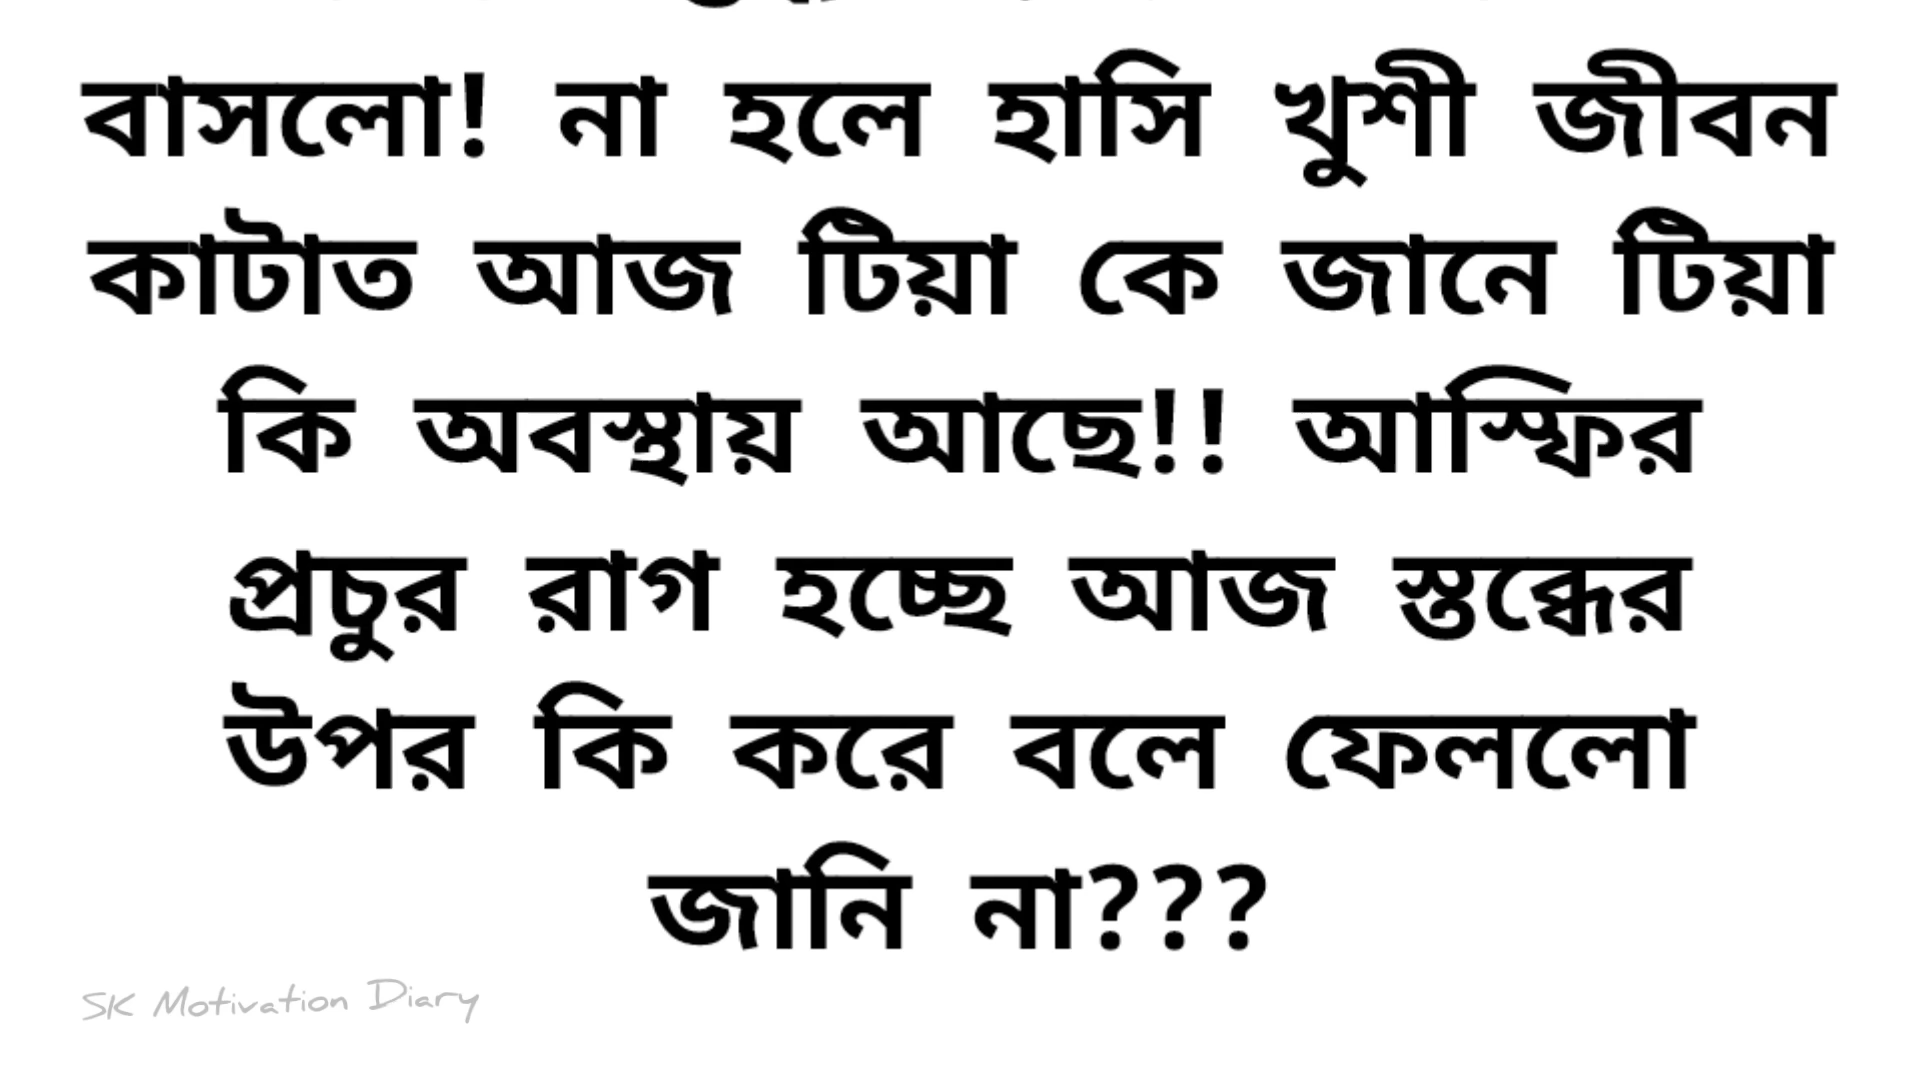 বাসলো! না হলে হাসি খুশী জীবন
কাটাত আজ টিয়া কে জানে টিয়া
কি অবস্থায় আছে!! আস্ফির
প্রচুর রাগ হচ্ছে আজ স্তব্ধের
উপর কি করে বলে ফেললো
জানি না???
SK Motivation Diary